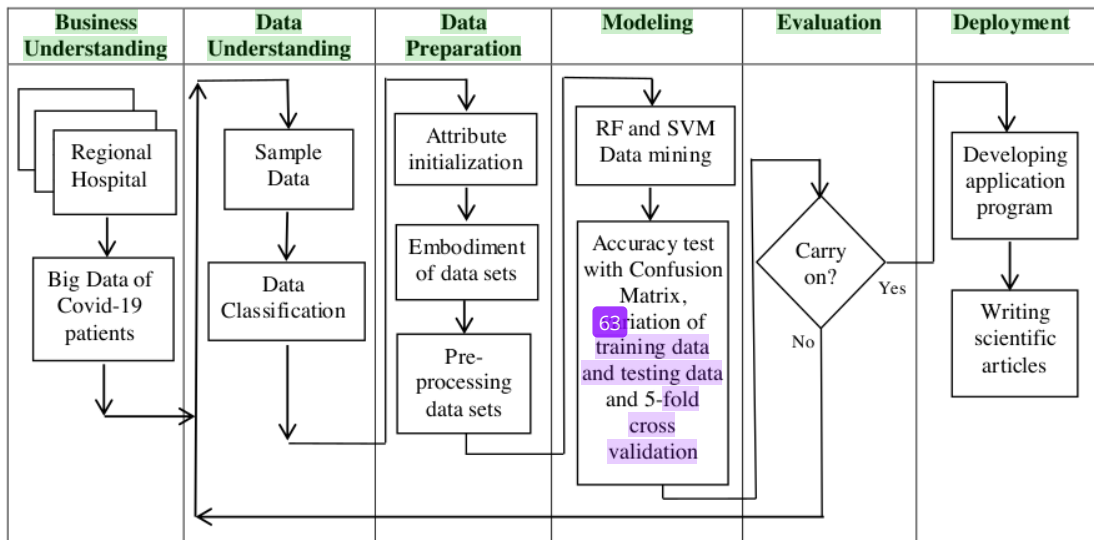 Business
Understanding
Data
Understanding
Data
Preparation
Modeling
Evaluation
Deployment
Regional
Hospital
Big Data of
Covid-19
patients
Sample
Data
Data
Classification
Attribute
initialization
Embodiment
of data sets
Pre-
processing
data sets
RF and SVM
Data mining
Accuracy test
with Confusion
Matrix,
63
riation of
training data
and testing data
and 5-fold
cross
validation
Carry
on?
Yes
No
Developing
application
program
Writing
scientific
articles